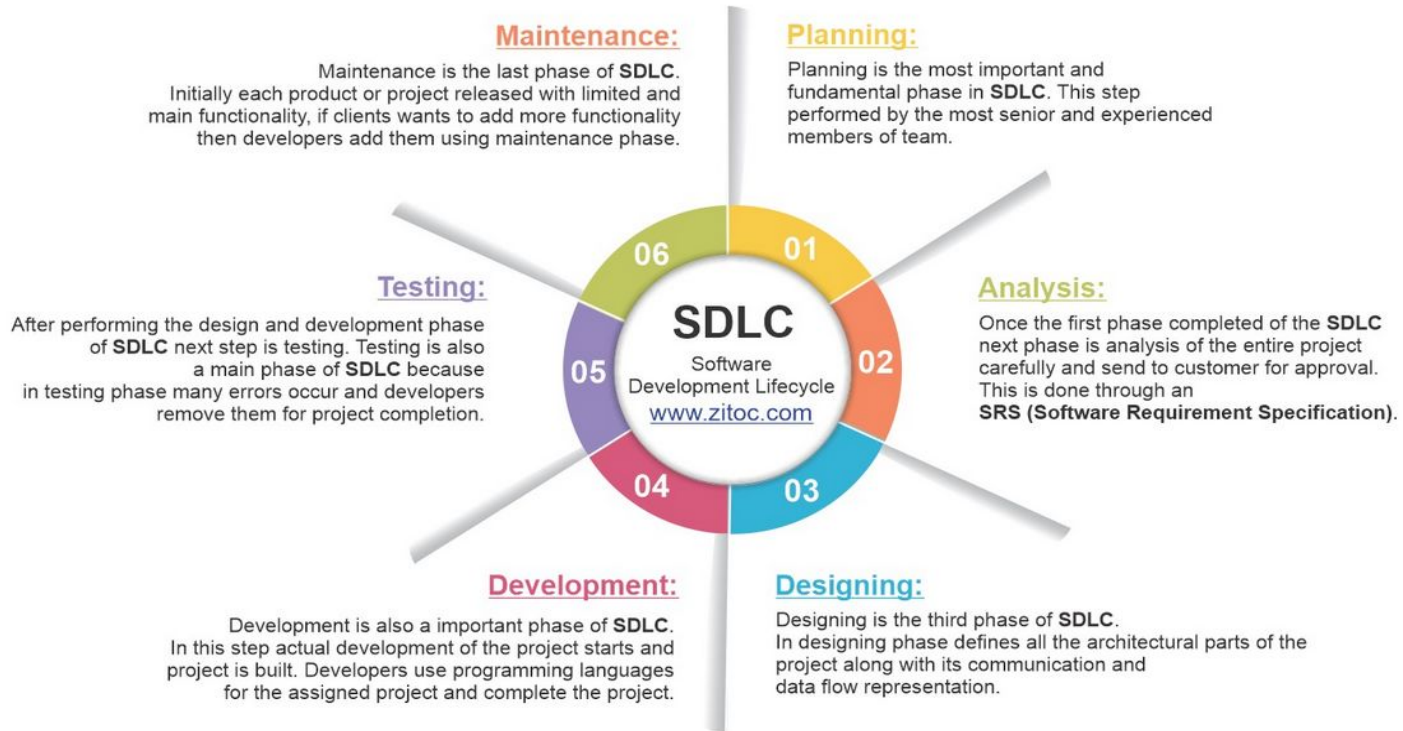 Maintenance:
Maintenance is the last phase of SDLC.
Initially each product or project released with limited and
main functionality, if clients wants to add more functionality
then developers add them using maintenance phase.
Planning:
Planning is the most important and
fundamental phase in SDLC. This step
performed by the most senior and experienced
members of team.
06
01
Testing:
After performing the design and development phase
of SDLC next step is testing. Testing is also
a main phase of SDLC because
in testing phase many errors occur and developers
remove them for project completion.
05
SDLC
Software
Development Lifecycle
www.zitoc.com
02
Analysis:
Once the first phase completed of the SDLC
next phase is analysis of the entire project
carefully and send to customer for approval.
This is done through an
SRS (Software Requirement Specification).
04
03
Development:
Development is also a important phase of SDLC.
In this step actual development of the project starts and
project is built. Developers use programming languages
for the assigned project and complete the project.
Designing:
Designing is the third phase of SDLC.
In designing phase defines all the architectural parts of the
project along with its communication and
data flow representation.